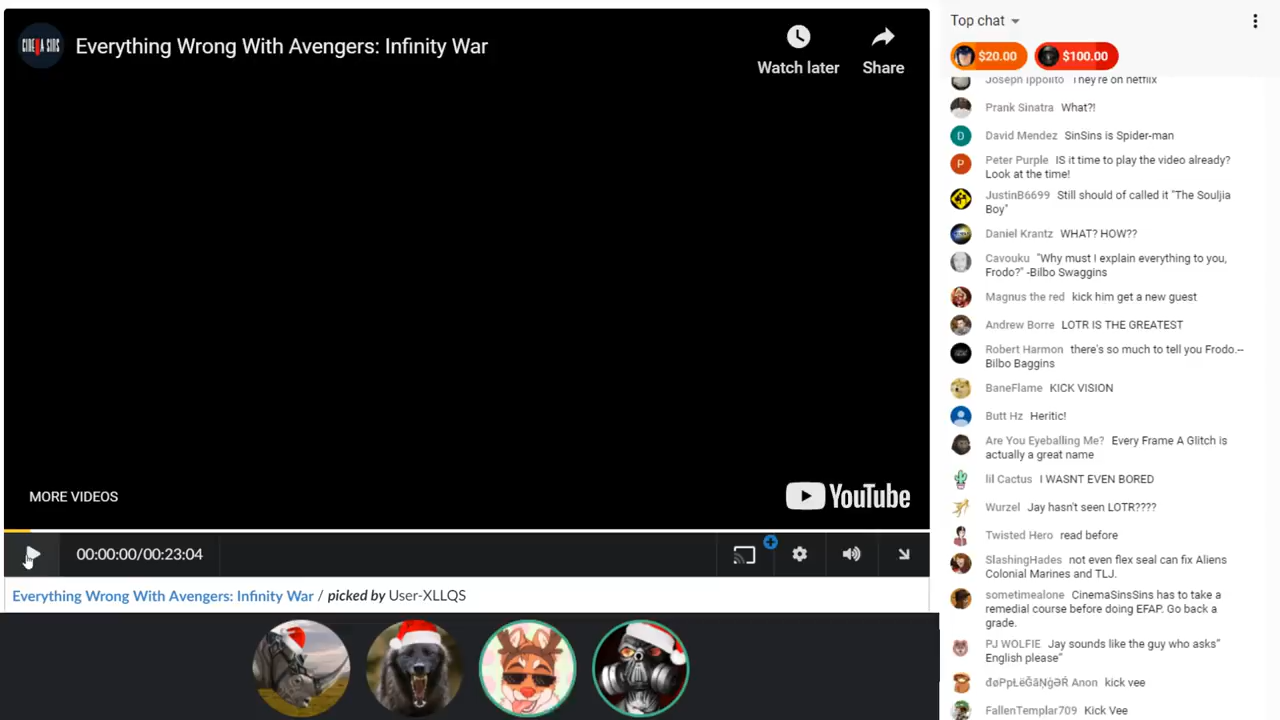 CINEMA SINS
Everything Wrong With Avengers: Infinity War
Watch later
Share
MORE VIDEOS
YouTube
00:00:00/00:23:04
Everything Wrong With Avengers: Infinity War / picked by User-XLLQS
Top chat
$20.00
$100.00
Joseph Ippolito They're on netflix
Prank Sinatra What?!
D
David Mendez SinSins is Spider-man
P
Peter Purple IS it time to play the video already?
Look at the time!
JustinB6699 Still should of called it "The Souljia
Boy"
Daniel Krantz WHAT? HOW??
Cavouku "Why must I explain everything to you,
Frodo?" -Bilbo Swaggins
Magnus the red kick him get a new guest
Andrew Borre LOTR IS THE GREATEST
Robert Harmon there's so much to tell you Frodo.--
Bilbo Baggins
BaneFlame KICK VISION
Butt Hz Heritic!
Are You Eyeballing Me? Every Frame A Glitch is
actually a great name
lil Cactus I WASNT EVEN BORED
Wurzel Jay hasn't seen LOTR????
Twisted Hero read before
SlashingHades not even flex seal can fix Aliens
Colonial Marines and TLJ.
sometimealone CinemaSinsSins has to take a
remedial course before doing EFAP. Go back a
grade.
PJ WOLFIE Jay sounds like the guy who asks"
English please"
Anon kick vee
FallenTemplar709 Kick Vee